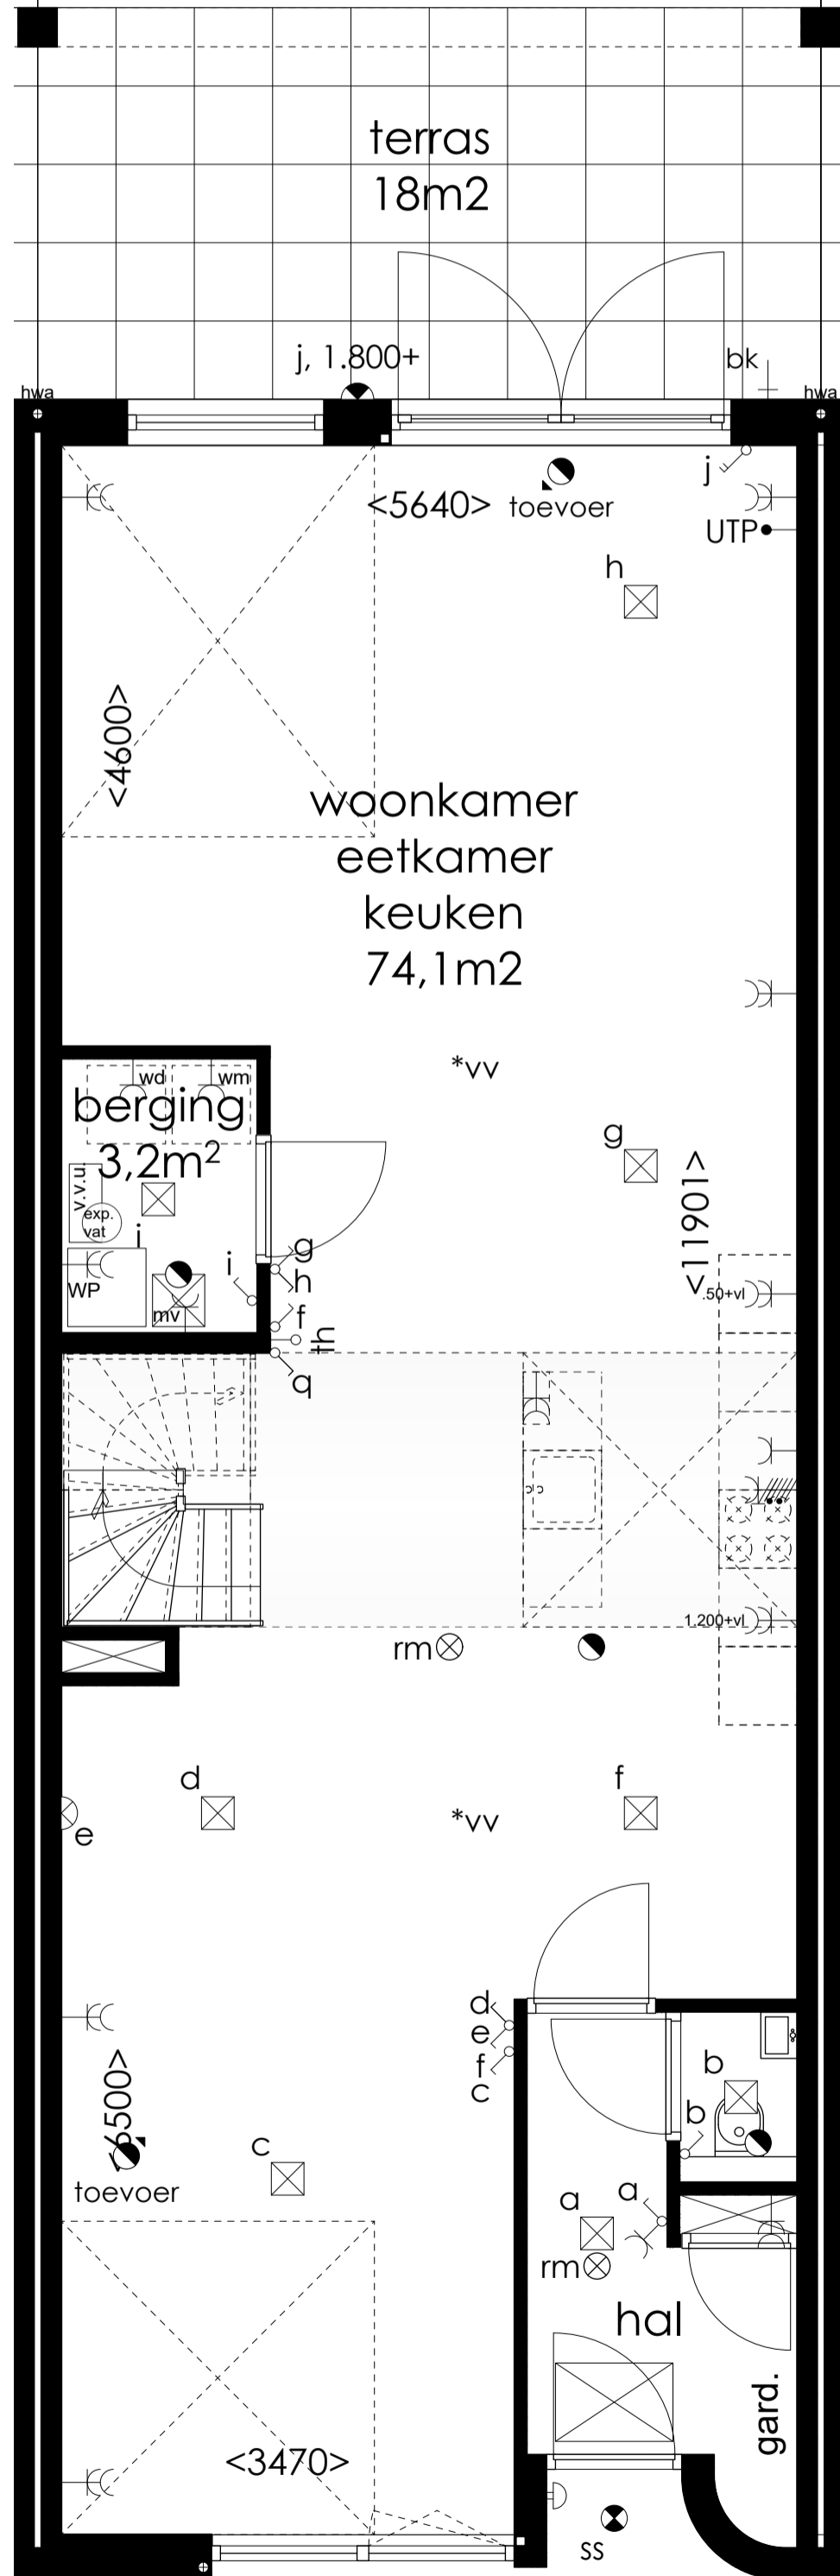 terras
18m2
j, 1.800+
bk
hwa
hwa
j
<5640>
toevoer
UTP
h
<4600>
woonkamer
eetkamer
keuken
74,1m2
*vv
wd
wm
berging
3,2m²
g
v.v.u.
exp.
vat
i
<11901>
WP
mv
i
g
h
f
th
q
.50+vl
1.200+vl
rm
d
f
e
*vv
d
e
f
c
b
b
<6500>
toevoer
c
a
a
rm
hal
gard.
<3470>
ss